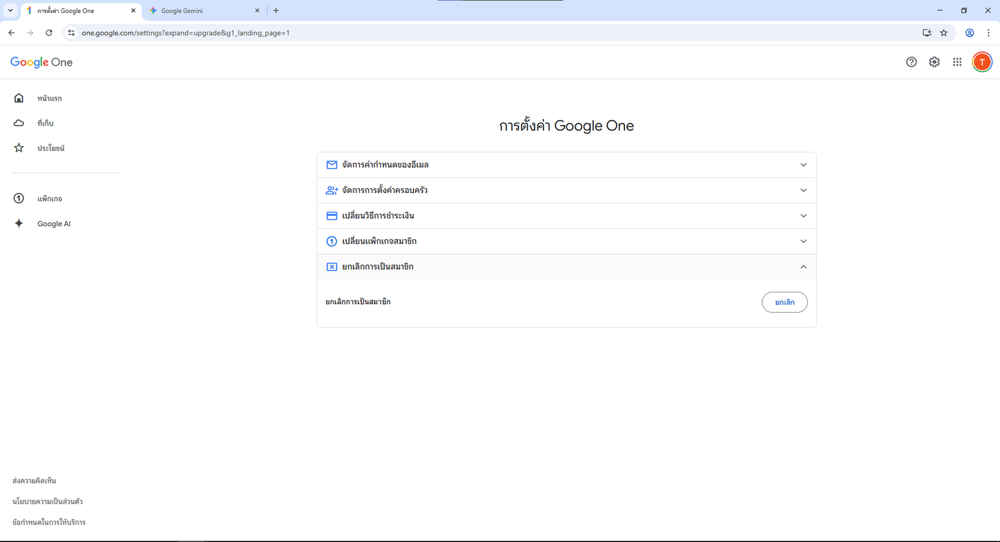 การตั้งค่า Google One
Google Gemini
one.google.com/settings?expand=upgrade&g1_landing_page=1
Google One
T
หน้าแรก
ที่เก็บ
ประโยชน์
แพ็กเกจ
Google AI
การตั้งค่า Google One
จัดการค่ากำหนดของอีเมล
จัดการการตั้งค่าครอบครัว
เปลี่ยนวิธีการชำระเงิน
เปลี่ยนแพ็กเกจสมาชิก
ยกเลิกการเป็นสมาชิก
ยกเลิกการเป็นสมาชิก
ยกเลิก
ส่งความคิดเห็น
นโยบายความเป็นส่วนตัว
ข้อกำหนดในการให้บริการ